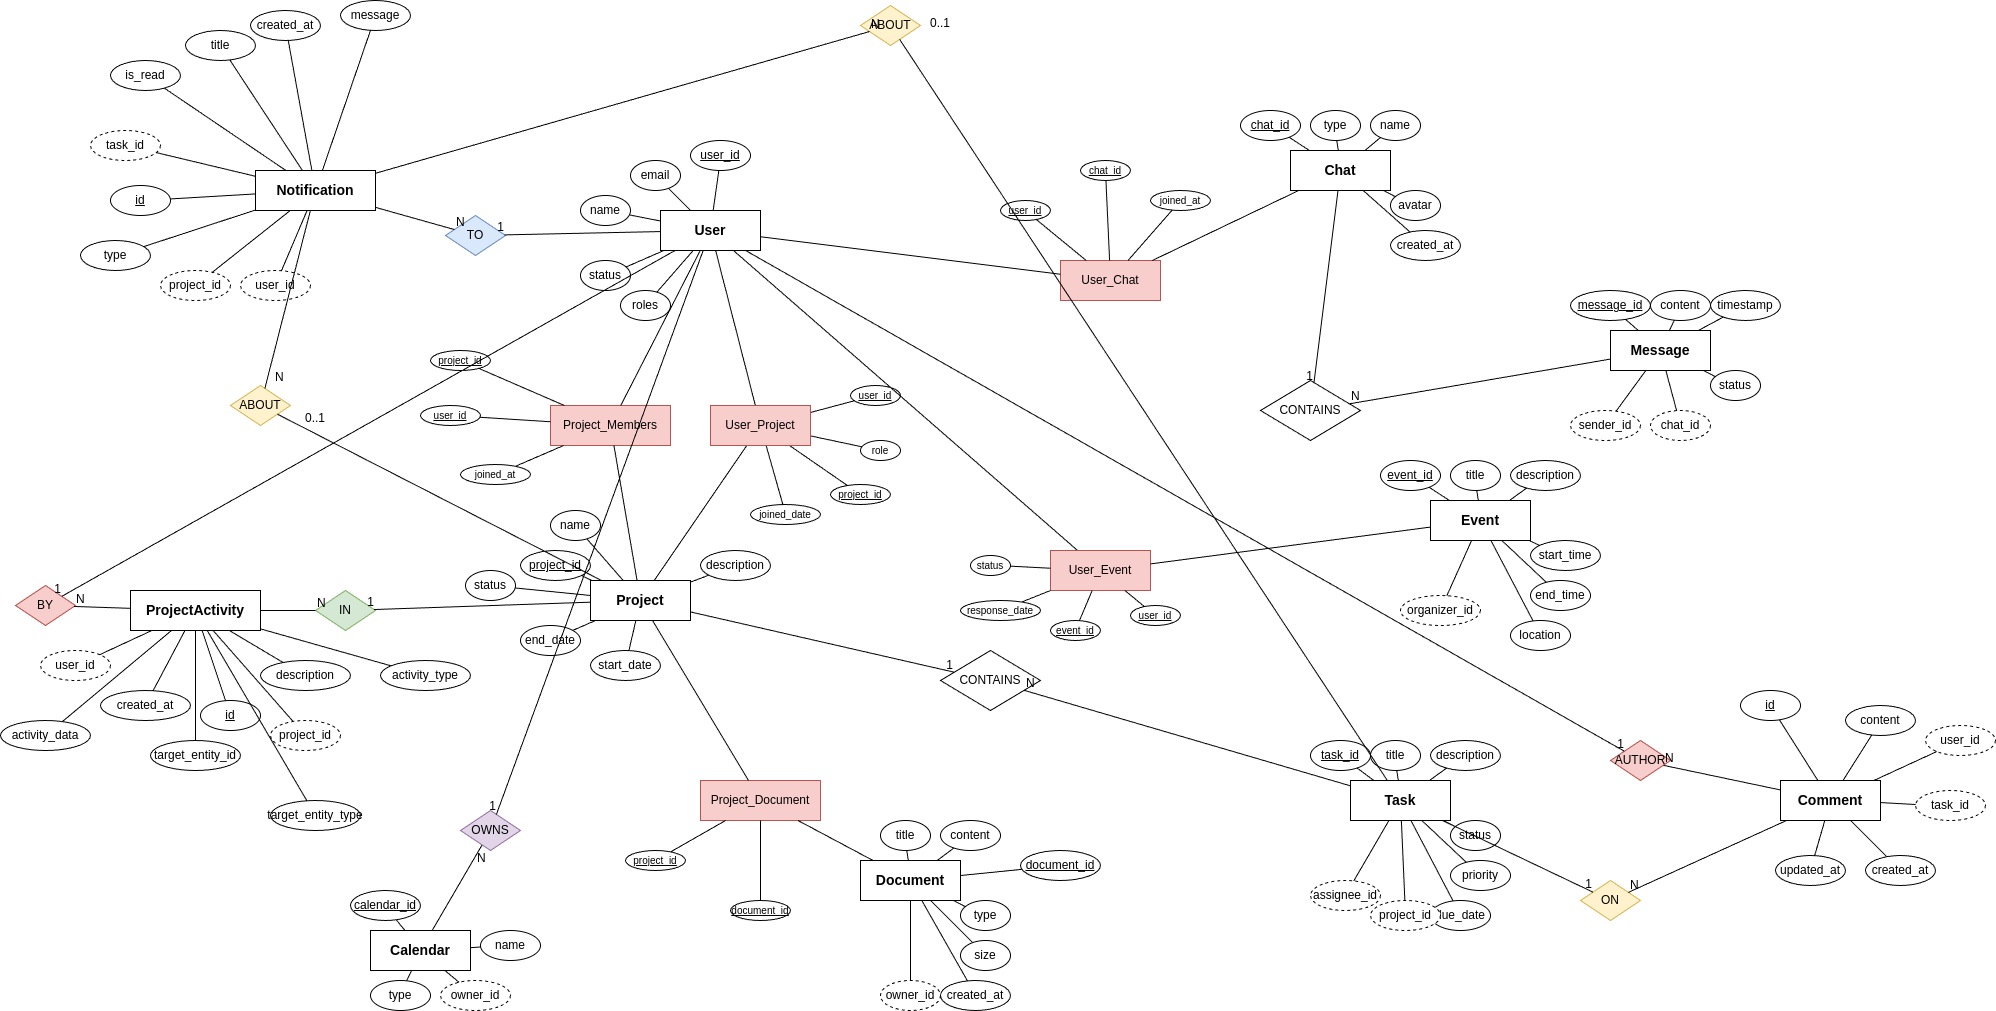 message
created_at
title
is_read
task_id
id
type
project_id
user_id
Notification
ABOUT
N
0..1
TO
N
1
user_id
email
name
User
status
roles
chat_id
user_id
joined_at
User_Chat
chat_id
type
name
Chat
avatar
created_at
message_id
content
timestamp
Message
status
sender_id
chat_id
CONTAINS
1
N
ABOUT
N
0..1
project_id
user_id
joined_at
Project_Members
User_Project
user_id
role
project_id
joined_date
event_id
title
description
Event
start_time
end_time
location
organizer_id
status
response_date
event_id
user_id
User_Event
name
project_id
status
description
Project
end_date
start_date
BY
1
N
ProjectActivity
IN
N
1
user_id
activity_data
created_at
target_entity_id
id
project_id
description
activity_type
target_entity_type
CONTAINS
1
N
OWNS
1
N
calendar_id
name
Calendar
type
owner_id
Project_Document
project_id
document_id
title
content
document_id
Document
type
size
owner_id
created_at
task_id
title
description
Task
status
priority
assignee_id
project_id
lue_date
AUTHOR
1
N
id
content
user_id
task_id
Comment
updated_at
created_at
ON
1
N